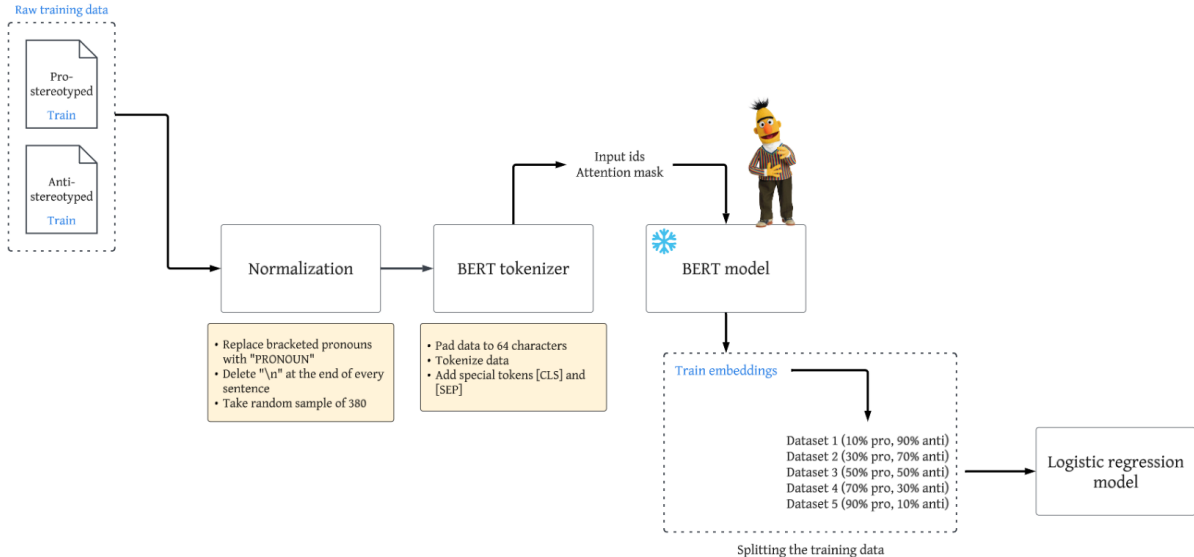 Raw training data
Pro-
stereotyped
Train
Anti-
stereotyped
Train
Normalization
• Replace bracketed pronouns
with "PRONOUN"
• Delete "\n" at the end of every
sentence
• Take random sample of 380
BERT tokenizer
• Pad data to 64 characters
• Tokenize data
• Add special tokens [CLS] and
[SEP]
Input ids
Attention mask
BERT model
Train embeddings
Dataset 1 (10% pro, 90% anti)
Dataset 2 (30% pro, 70% anti)
Dataset 3 (50% pro, 50% anti)
Dataset 4 (70% pro, 30% anti)
Dataset 5 (90% pro, 10% anti)
Splitting the training data
Logistic regression
model